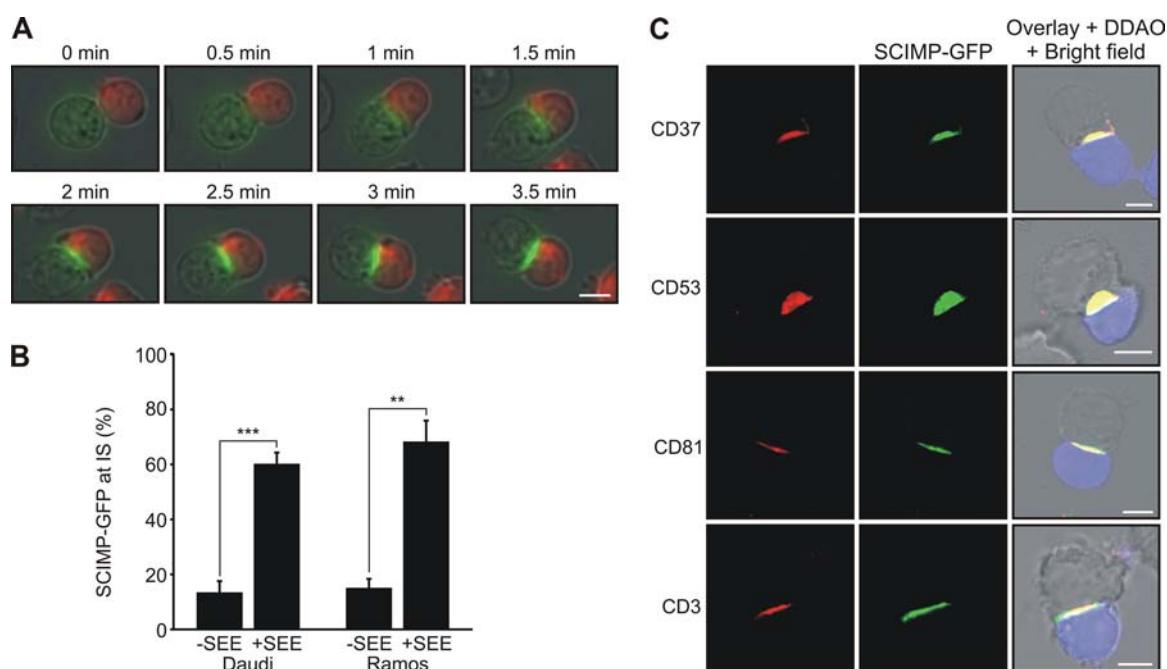 A
0 min 0.5 min 1 min 1.5 min
2 min 2.5 min 3 min 3.5 min
B
SCIMP-GFP at IS (%)
100
80
60
40
20
0
*** **
-SEE +SEE -SEE +SEE
Daudi Ramos
C
SCIMP-GFP
Overlay + DDAO
+ Bright field
CD37
CD53
CD81
CD3